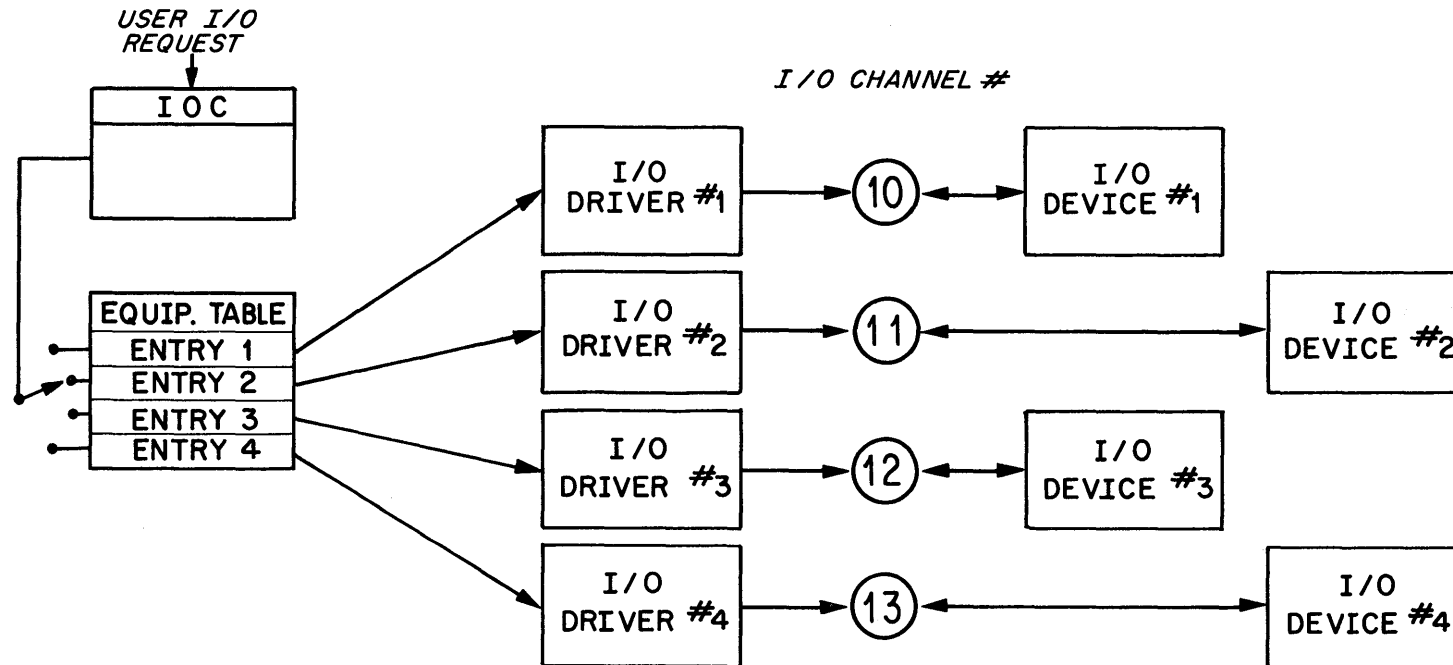 USER I/O
REQUEST
I/O CHANNEL #
IOC
I/O
DRIVER #1
10
I/O
DEVICE #1
EQUIP. TABLE
ENTRY 1
ENTRY 2
ENTRY 3
ENTRY 4
I/O
DRIVER #2
11
I/O
DEVICE #2
I/O
DRIVER #3
12
I/O
DEVICE #3
I/O
DRIVER #4
13
I/O
DEVICE #4